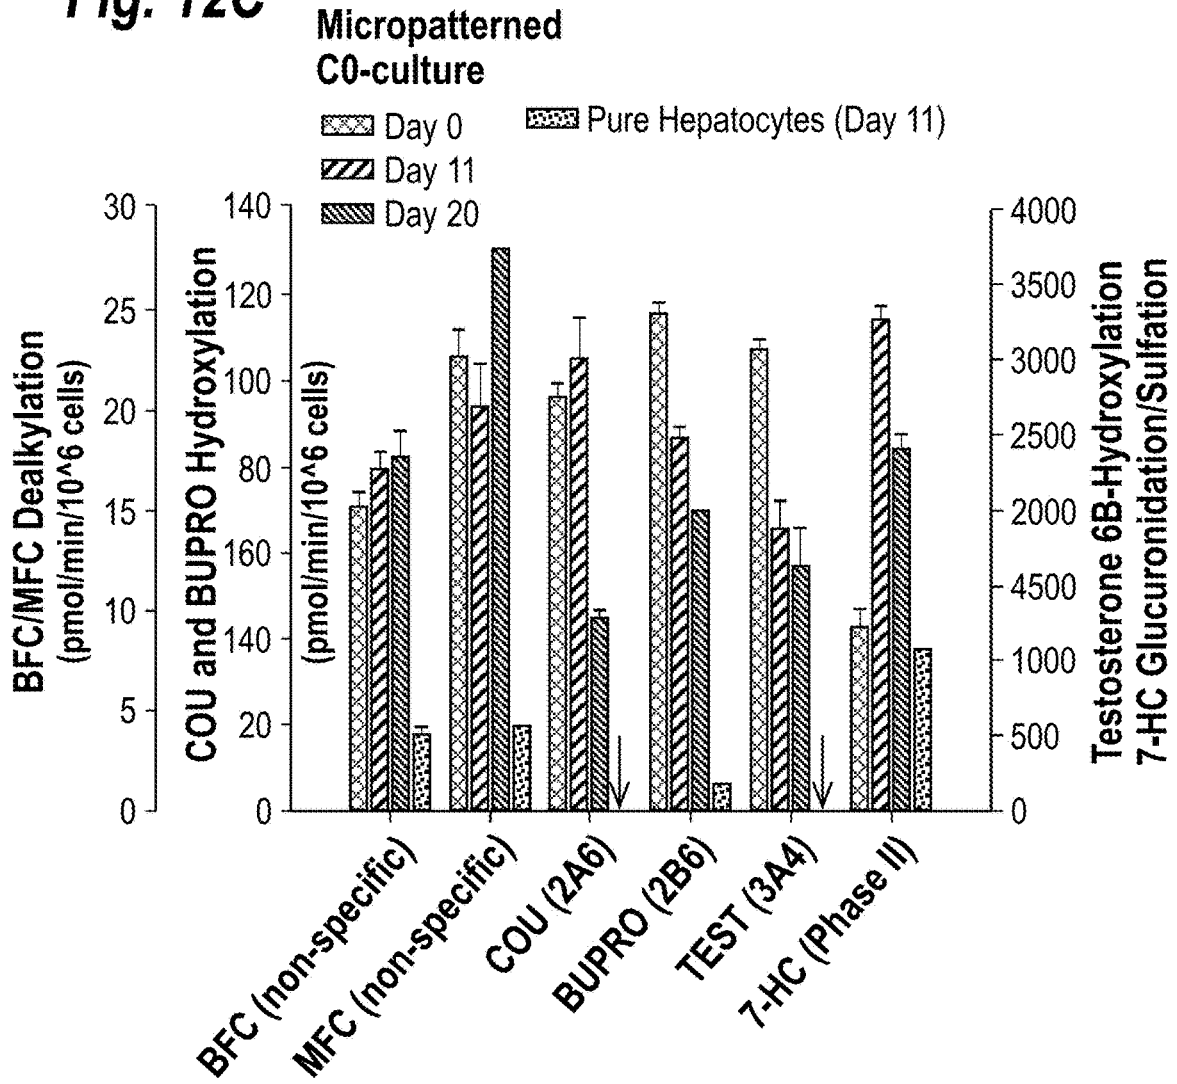 Fig. 12C
Micropatterned
C0-culture
Day 0
Day 11
Day 20
Pure Hepatocytes (Day 11)
BFC/MFC Dealkylation
(pmol/min/10^6 cells)
30
25
20
15
10
5
0
COU and BUPRO Hydroxylation
(pmol/min/10^6 cells)
140
120
100
80
160
140
20
0
4000
3500
3000
2500
2000
4500
1000
500
0
Testosterone 6B-Hydroxylation
7-HC Glucuronidation/Sulfation
BFC (non-specific)
MFC (non-specific)
COU (2A6)
BUPRO (2B6)
TEST (3A4)
7-HC (Phase II)